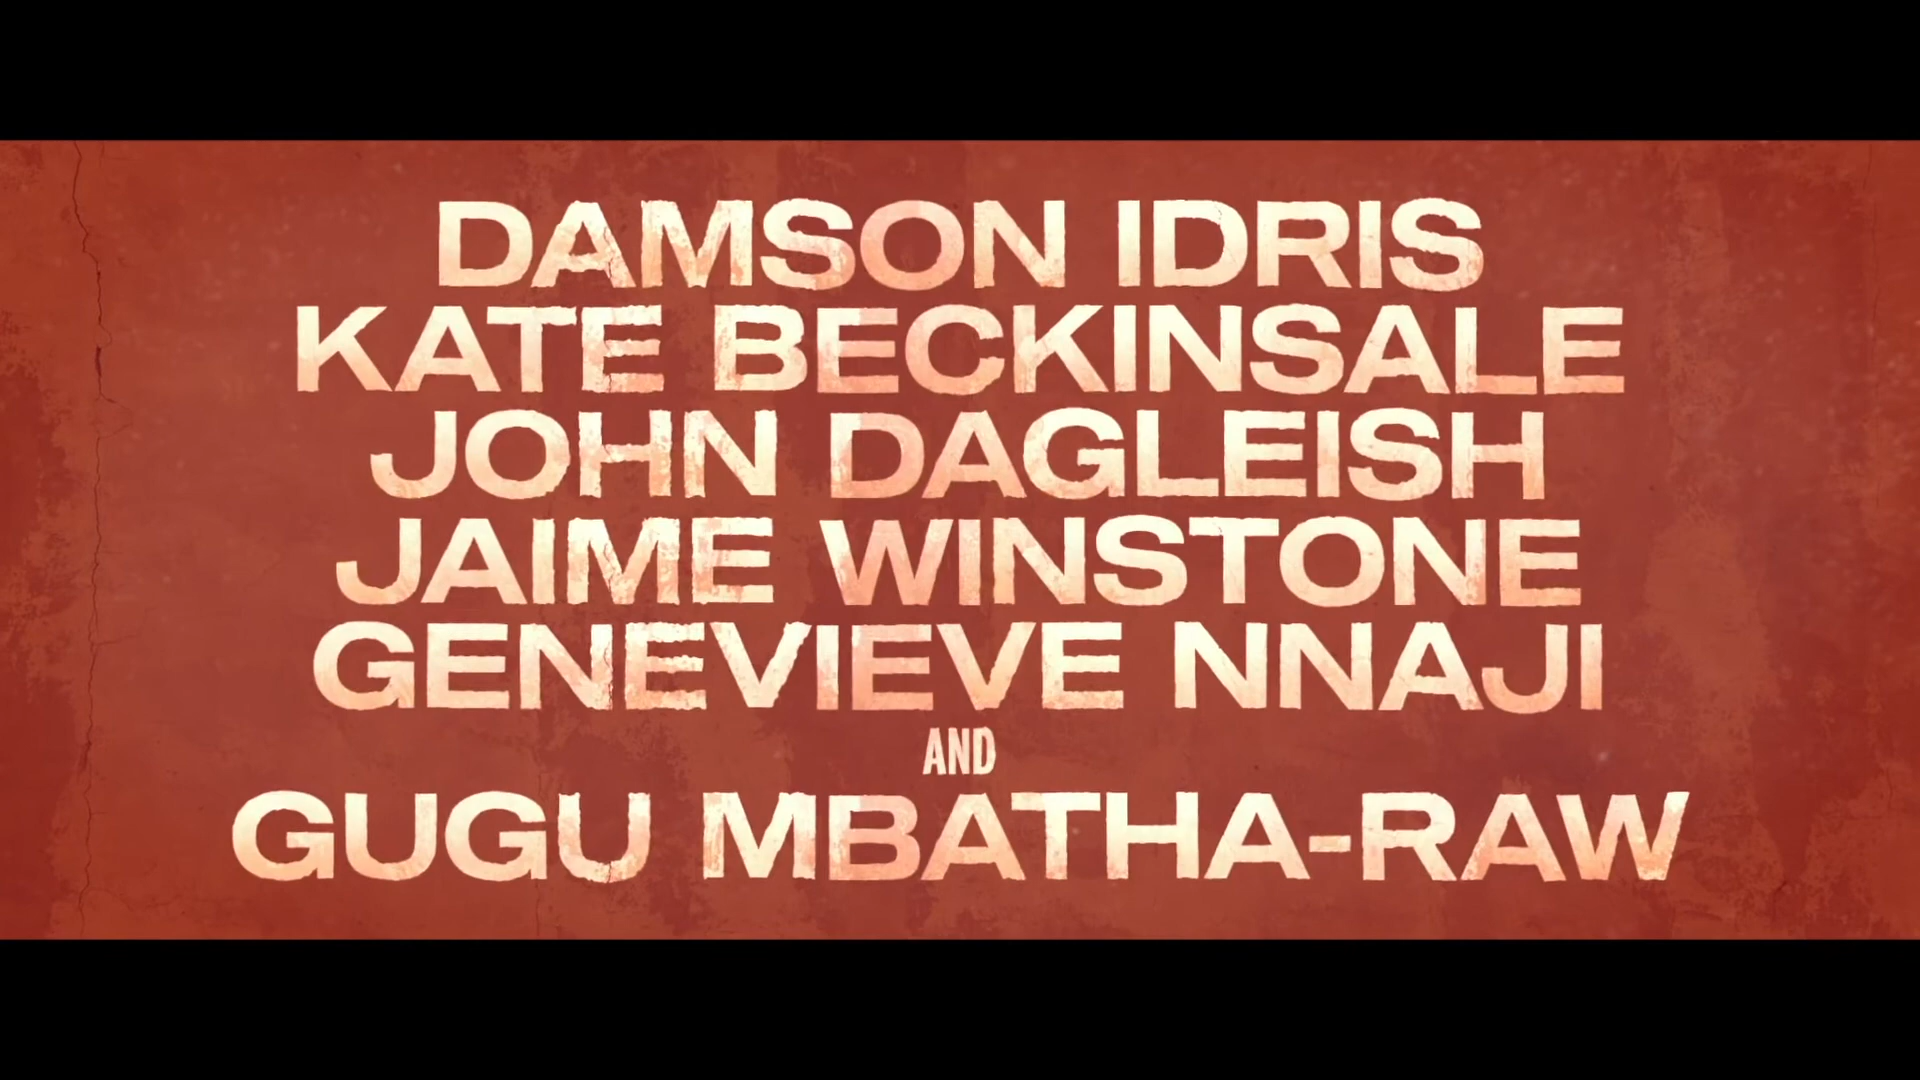 DAMSON IDRIS
KATE BECKINSALE
JOHN DAGLEISH
JAIME WINSTONE
GENEVIEVE NNAJI
AND
GUGU MBATHA-RAW